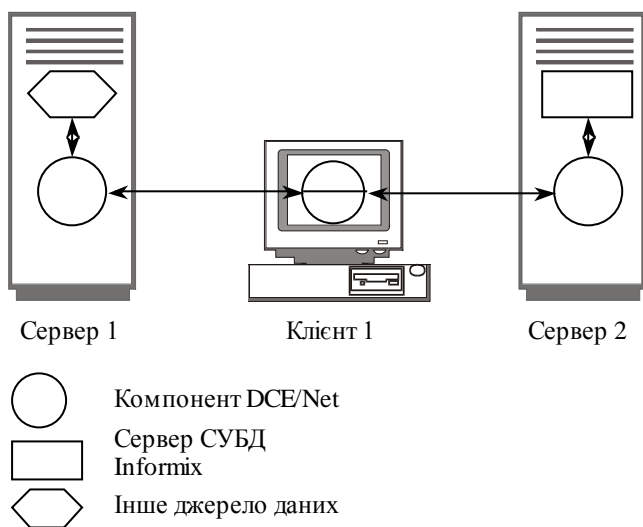 Сервер 1
Клієнт 1
Сервер 2
Компонент DCE/Net
Сервер СУБД
Informix
Інше джерело даних